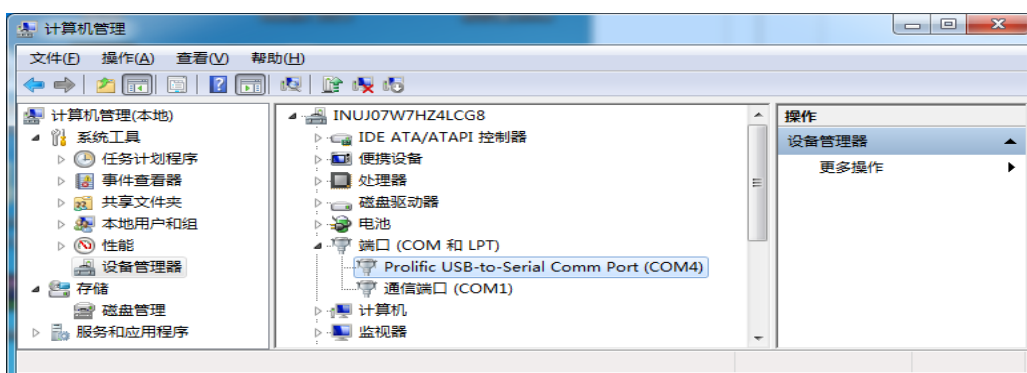 计算机管理
文件(F) 操作(A) 查看(V) 帮助(H)
计算机管理(本地)
系统工具
任务计划程序
事件查看器
共享文件夹
本地用户和组
性能
设备管理器
存储
磁盘管理
服务和应用程序
INUJ07W7HZ4LCG8
IDE ATA/ATAPI 控制器
便携设备
处理器
磁盘驱动器
电池
端口 (COM 和 LPT)
Prolific USB-to-Serial Comm Port (COM4)
通信端口 (COM1)
计算机
监视器
操作
设备管理器
更多操作